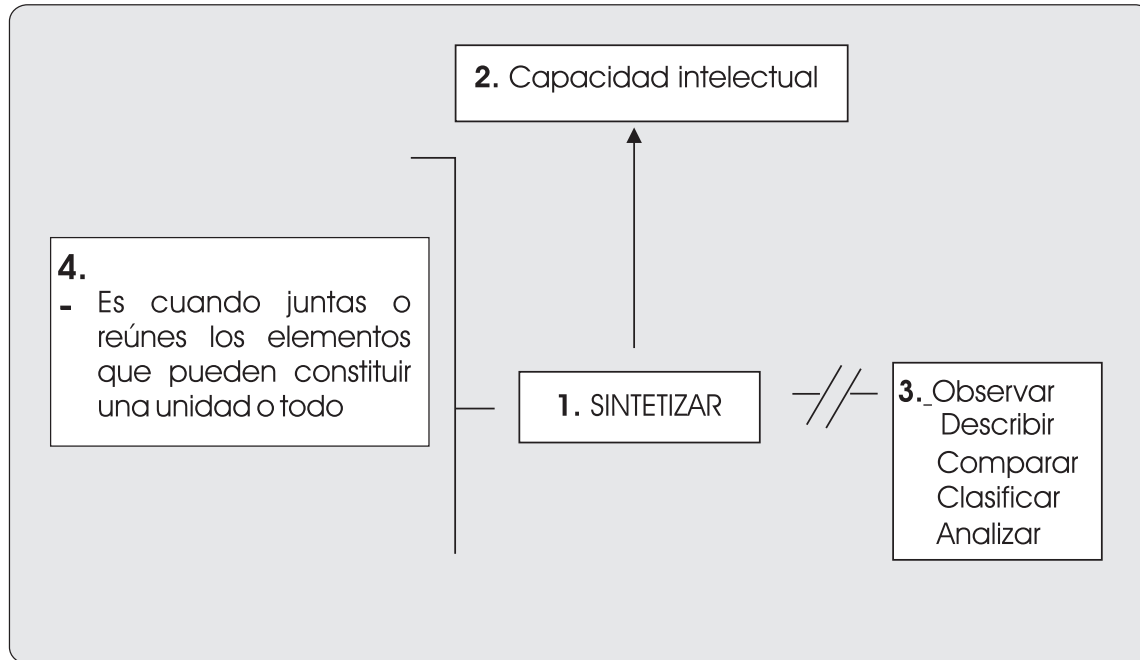 2. Capacidad intelectual
4.
- Es cuando juntas o
reúnes los elementos
que pueden constituir
una unidad o todo
1. SINTETIZAR
3._Observar
Describir
Comparar
Clasificar
Analizar